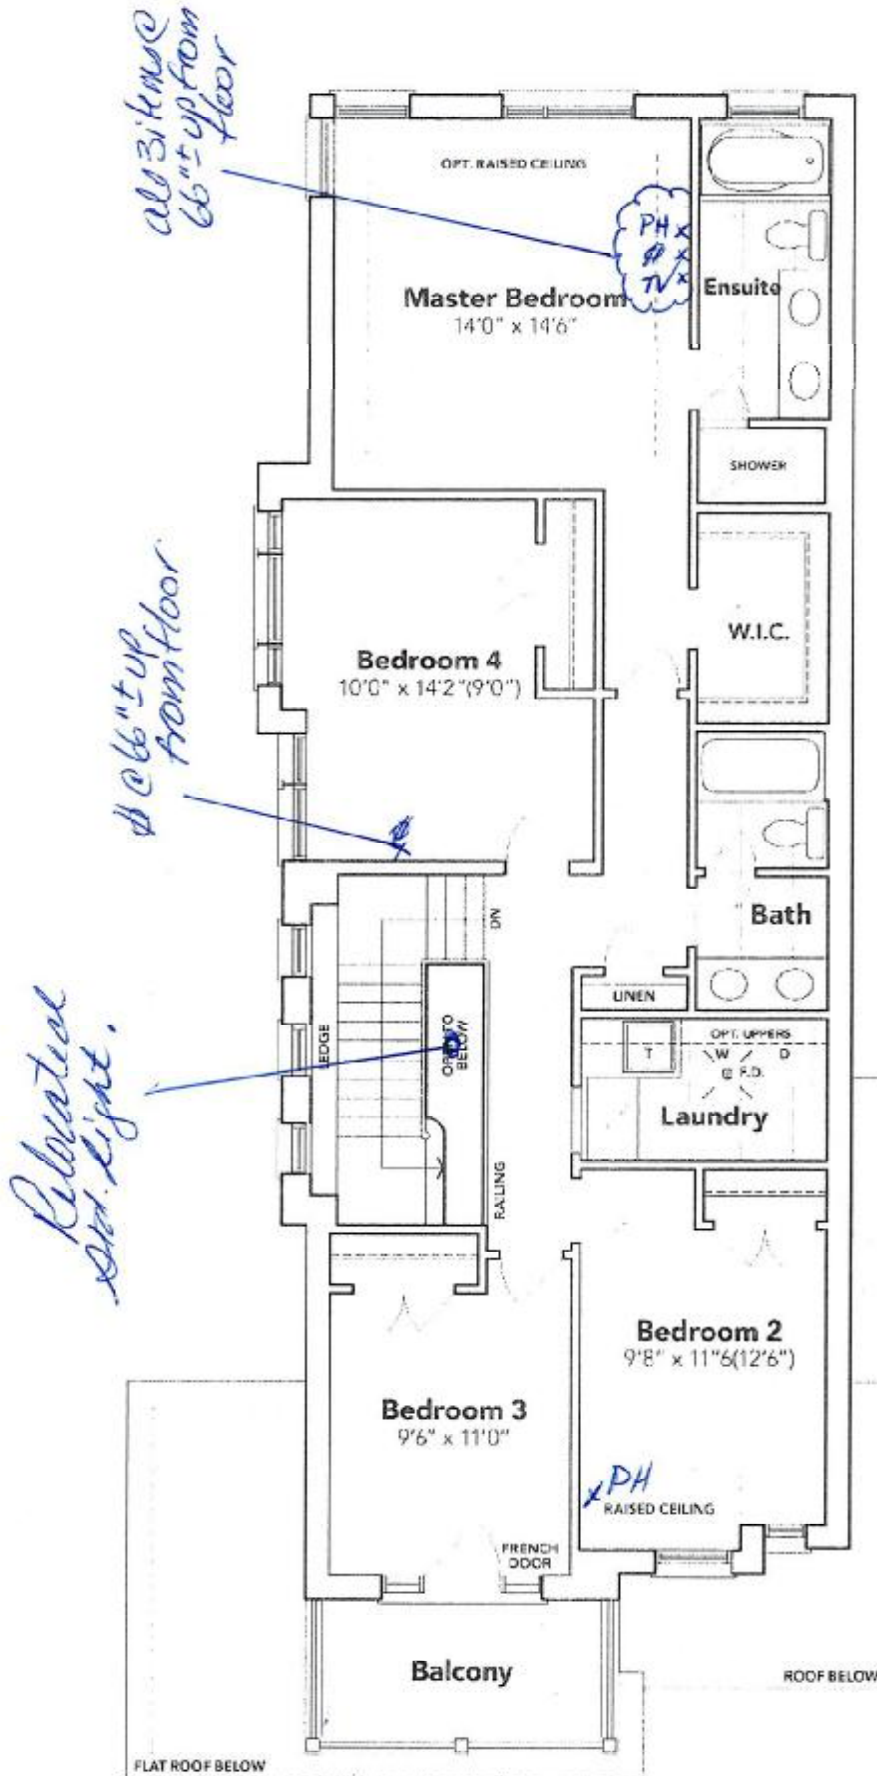 all 3 items @
66"± up from
floor
OPT. RAISED CEILING
PH x
x
TV x
Master Bedroom
14'0" x 14'6"
Ensuite
SHOWER
@ 66"± up
from floor
Bedroom 4
10'0" x 14'2"(9'0")
W.I.C.
DN
Bath
LINEN
Relocated
std. light.
LEDGE
OPEN TO
BELOW
OPT. UPPERS
T W D
@ F.D.
Laundry
RAILING
Bedroom 2
9'8" x 11'6(12'6")
Bedroom 3
9'6" x 11'0"
x PH
RAISED CEILING
FRENCH
DOOR
Balcony
ROOF BELOW
FLAT ROOF BELOW